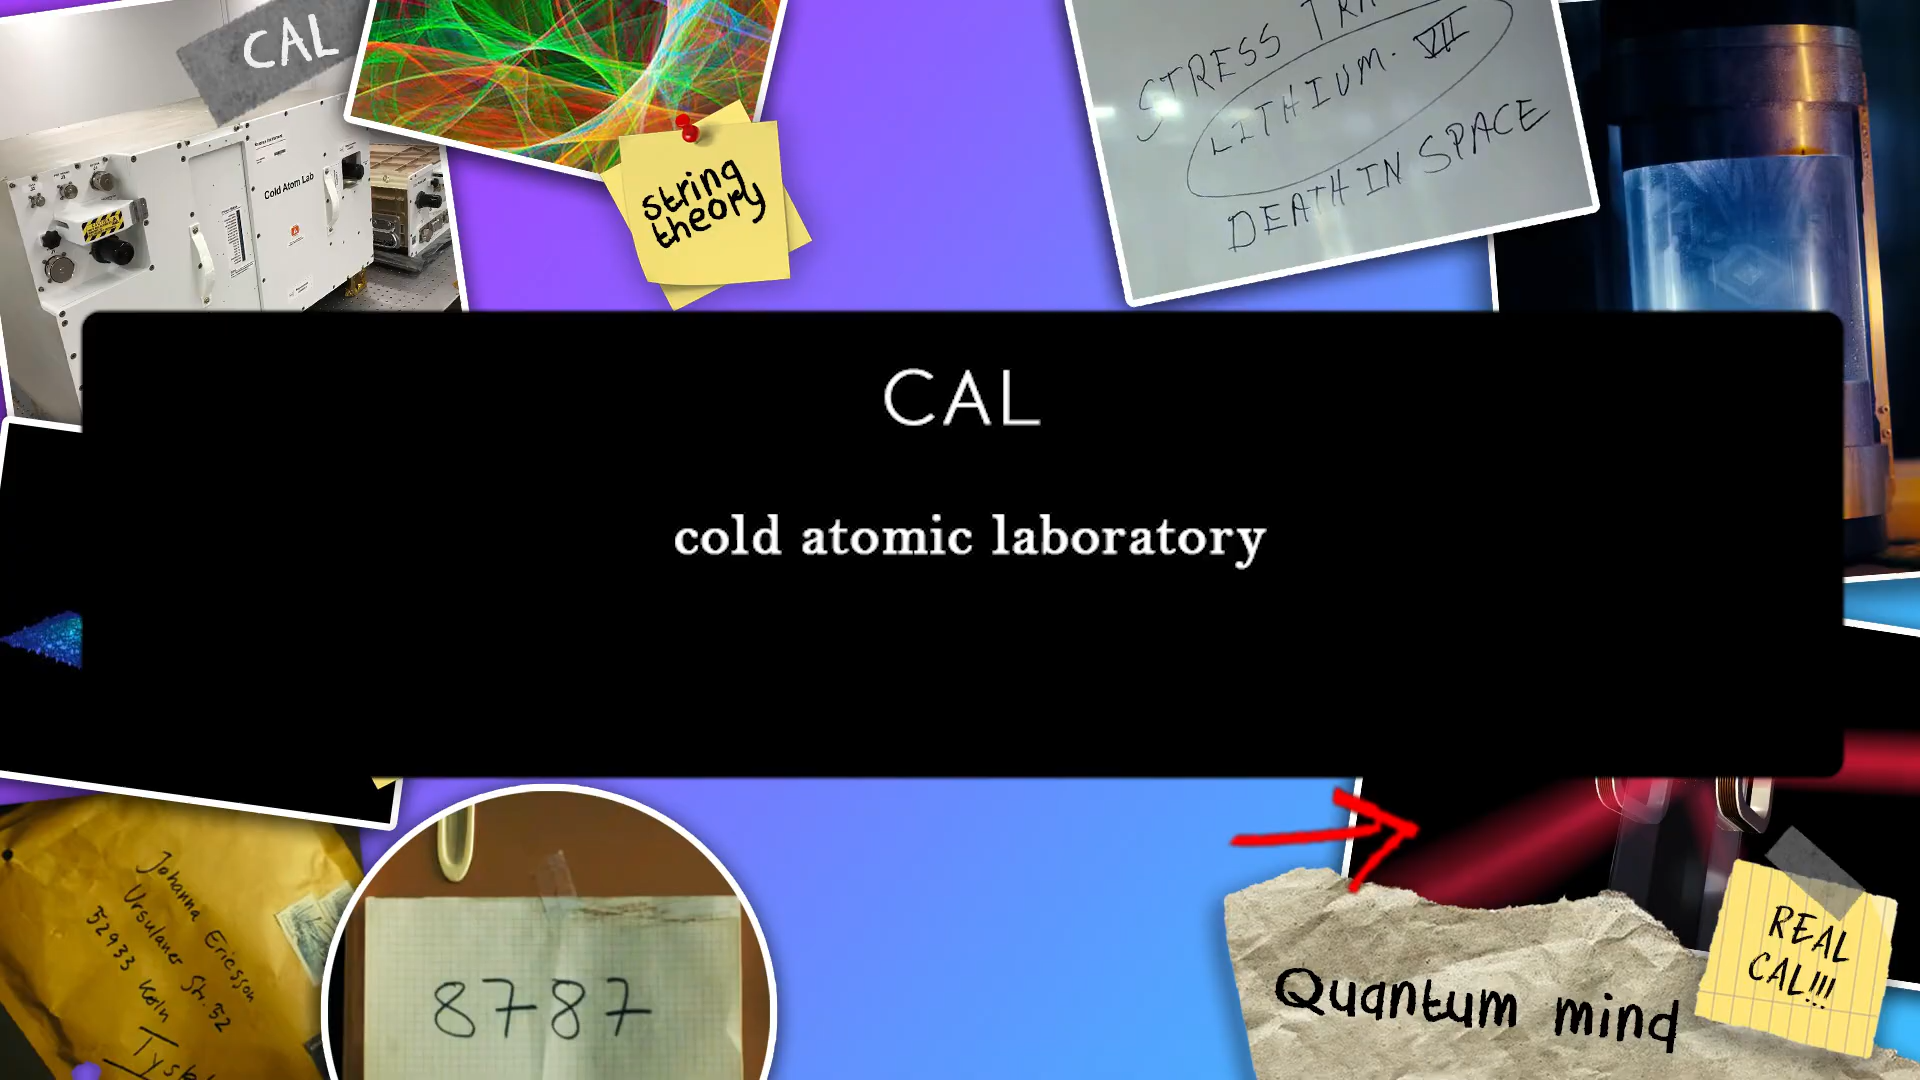 CAL
Cold Atom Lab
string
theory
STRESS
LITHIUM. VII
DEATH IN SPACE
CAL
cold atomic laboratory
Johanna Ericsson
Ursulaner Str. 32
52933 Köln
8787
Quantum mind
REAL
CAL!!!